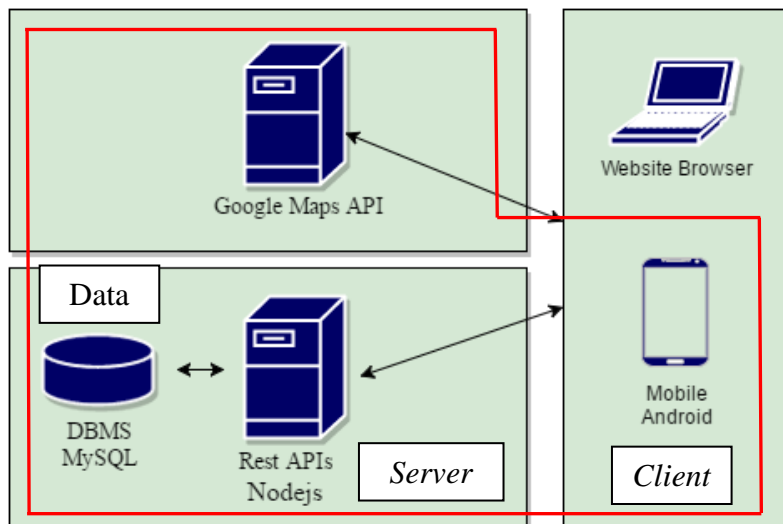 Google Maps API
Website Browser
Data
DBMS
MySQL
Rest APIs
Nodejs
Server
Mobile
Android
Client